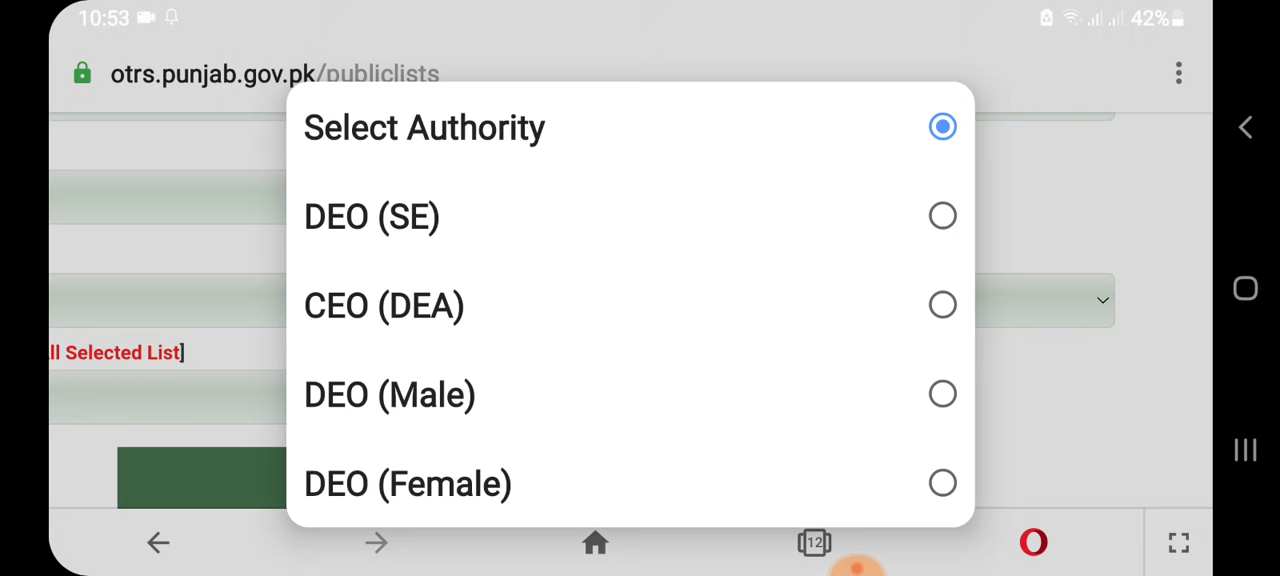 10:53
42%
otrs.punjab.gov.pk/publiclists
Select Authority
DEO (SE)
CEO (DEA)
DEO (Male)
DEO (Female)
ll Selected List]
12